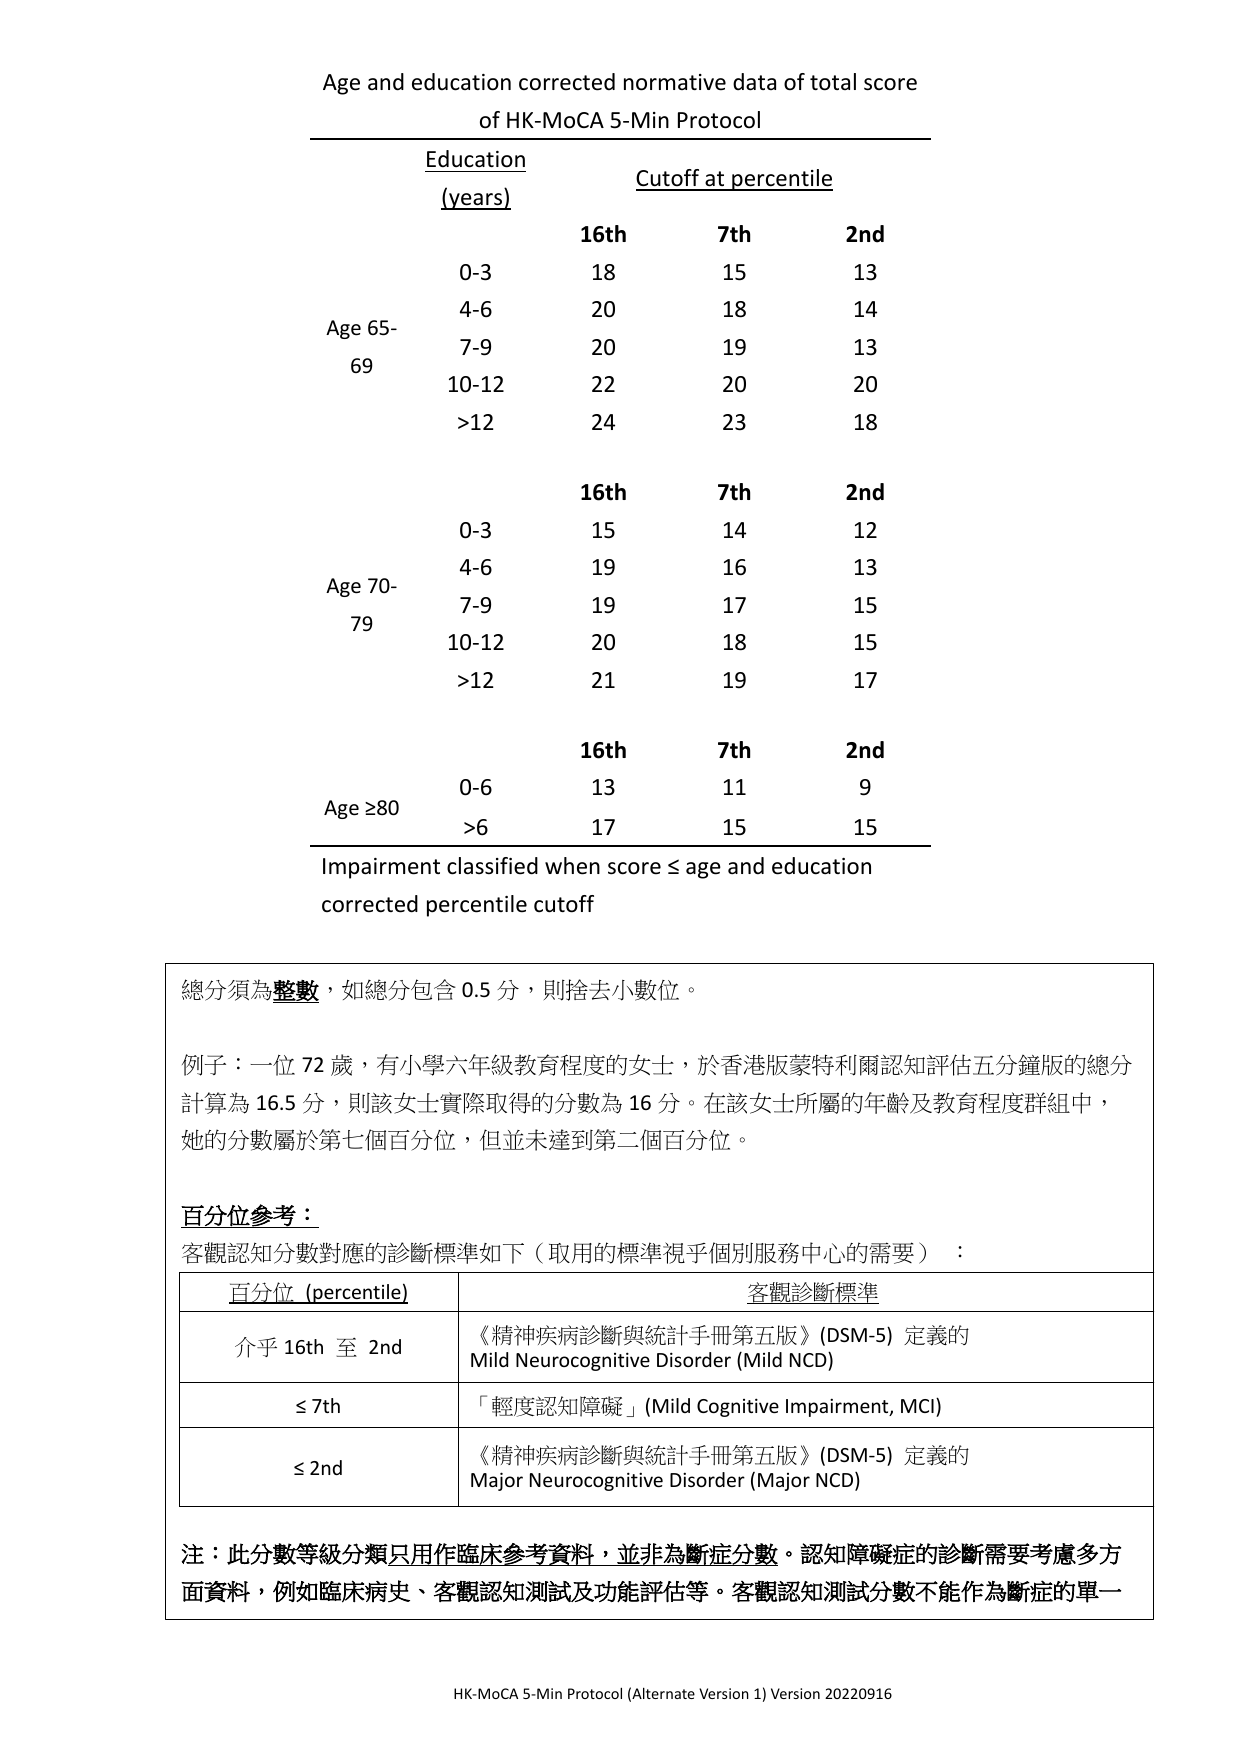 Age and education corrected normative data of total score
of HK-MoCA 5-Min Protocol
Education
(years)
Cutoff at percentile
16th 7th 2nd
Age 65-
69
0-3 18 15 13
4-6 20 18 14
7-9 20 19 13
10-12 22 20 20
>12 24 23 18
16th 7th 2nd
Age 70-
79
0-3 15 14 12
4-6 19 16 13
7-9 19 17 15
10-12 20 18 15
>12 21 19 17
16th 7th 2nd
Age ≥80
0-6 13 11 9
>6 17 15 15
Impairment classified when score ≤ age and education
corrected percentile cutoff
總分須為整數，如總分包含 0.5 分，則捨去小數位。
例子：一位 72 歲，有小學六年級教育程度的女士，於香港版蒙特利爾認知評估五分鐘版的總分
計算為 16.5 分，則該女士實際取得的分數為 16 分。在該女士所屬的年齡及教育程度群組中，
她的分數屬於第七個百分位，但並未達到第二個百分位。
百分位參考：
客觀認知分數對應的診斷標準如下（取用的標準視乎個別服務中心的需要） ：
百分位 (percentile) 客觀診斷標準
介乎 16th 至 2nd
《精神疾病診斷與統計手冊第五版》(DSM-5) 定義的
Mild Neurocognitive Disorder (Mild NCD)
≤ 7th 「輕度認知障礙」(Mild Cognitive Impairment, MCI)
≤ 2nd
《精神疾病診斷與統計手冊第五版》(DSM-5) 定義的
Major Neurocognitive Disorder (Major NCD)
注：此分數等級分類只用作臨床參考資料，並非為斷症分數。認知障礙症的診斷需要考慮多方
面資料，例如臨床病史、客觀認知測試及功能評估等。客觀認知測試分數不能作為斷症的單一
HK-MoCA 5-Min Protocol (Alternate Version 1) Version 20220916